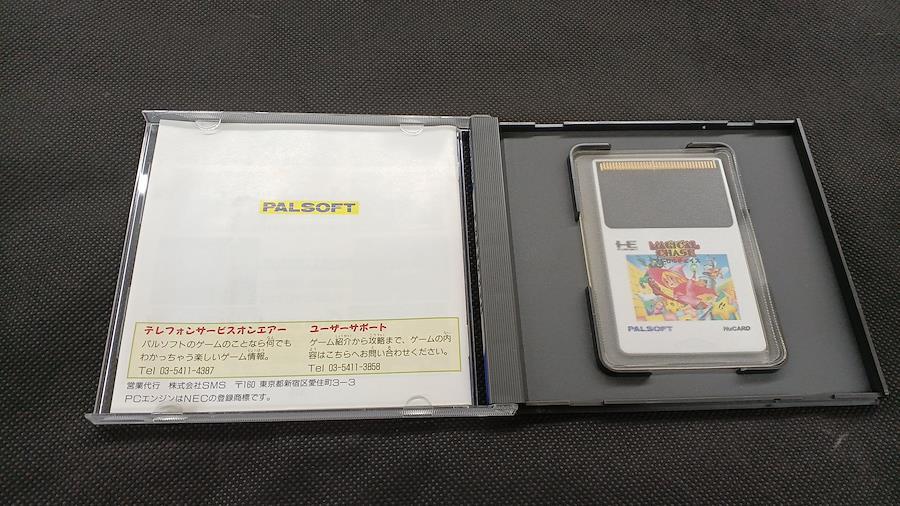 PALSOFT
テレフォンサービスオンエアー
パルソフトのゲームのことなら何でも
わかっちゃう楽しいゲーム情報。
Tel 03-5411-4387
ユーザーサポート
ゲーム紹介から攻略まで、ゲームの内
容はこちらへお問い合わせください。
Tel 03-5411-3858
営業代行 株式会社SMS 〒160 東京都新宿区愛住町3-3
PCエンジンはNECの登録商標です。
HE
MAGICAL
CHASE
PALSOFT
HuCARD